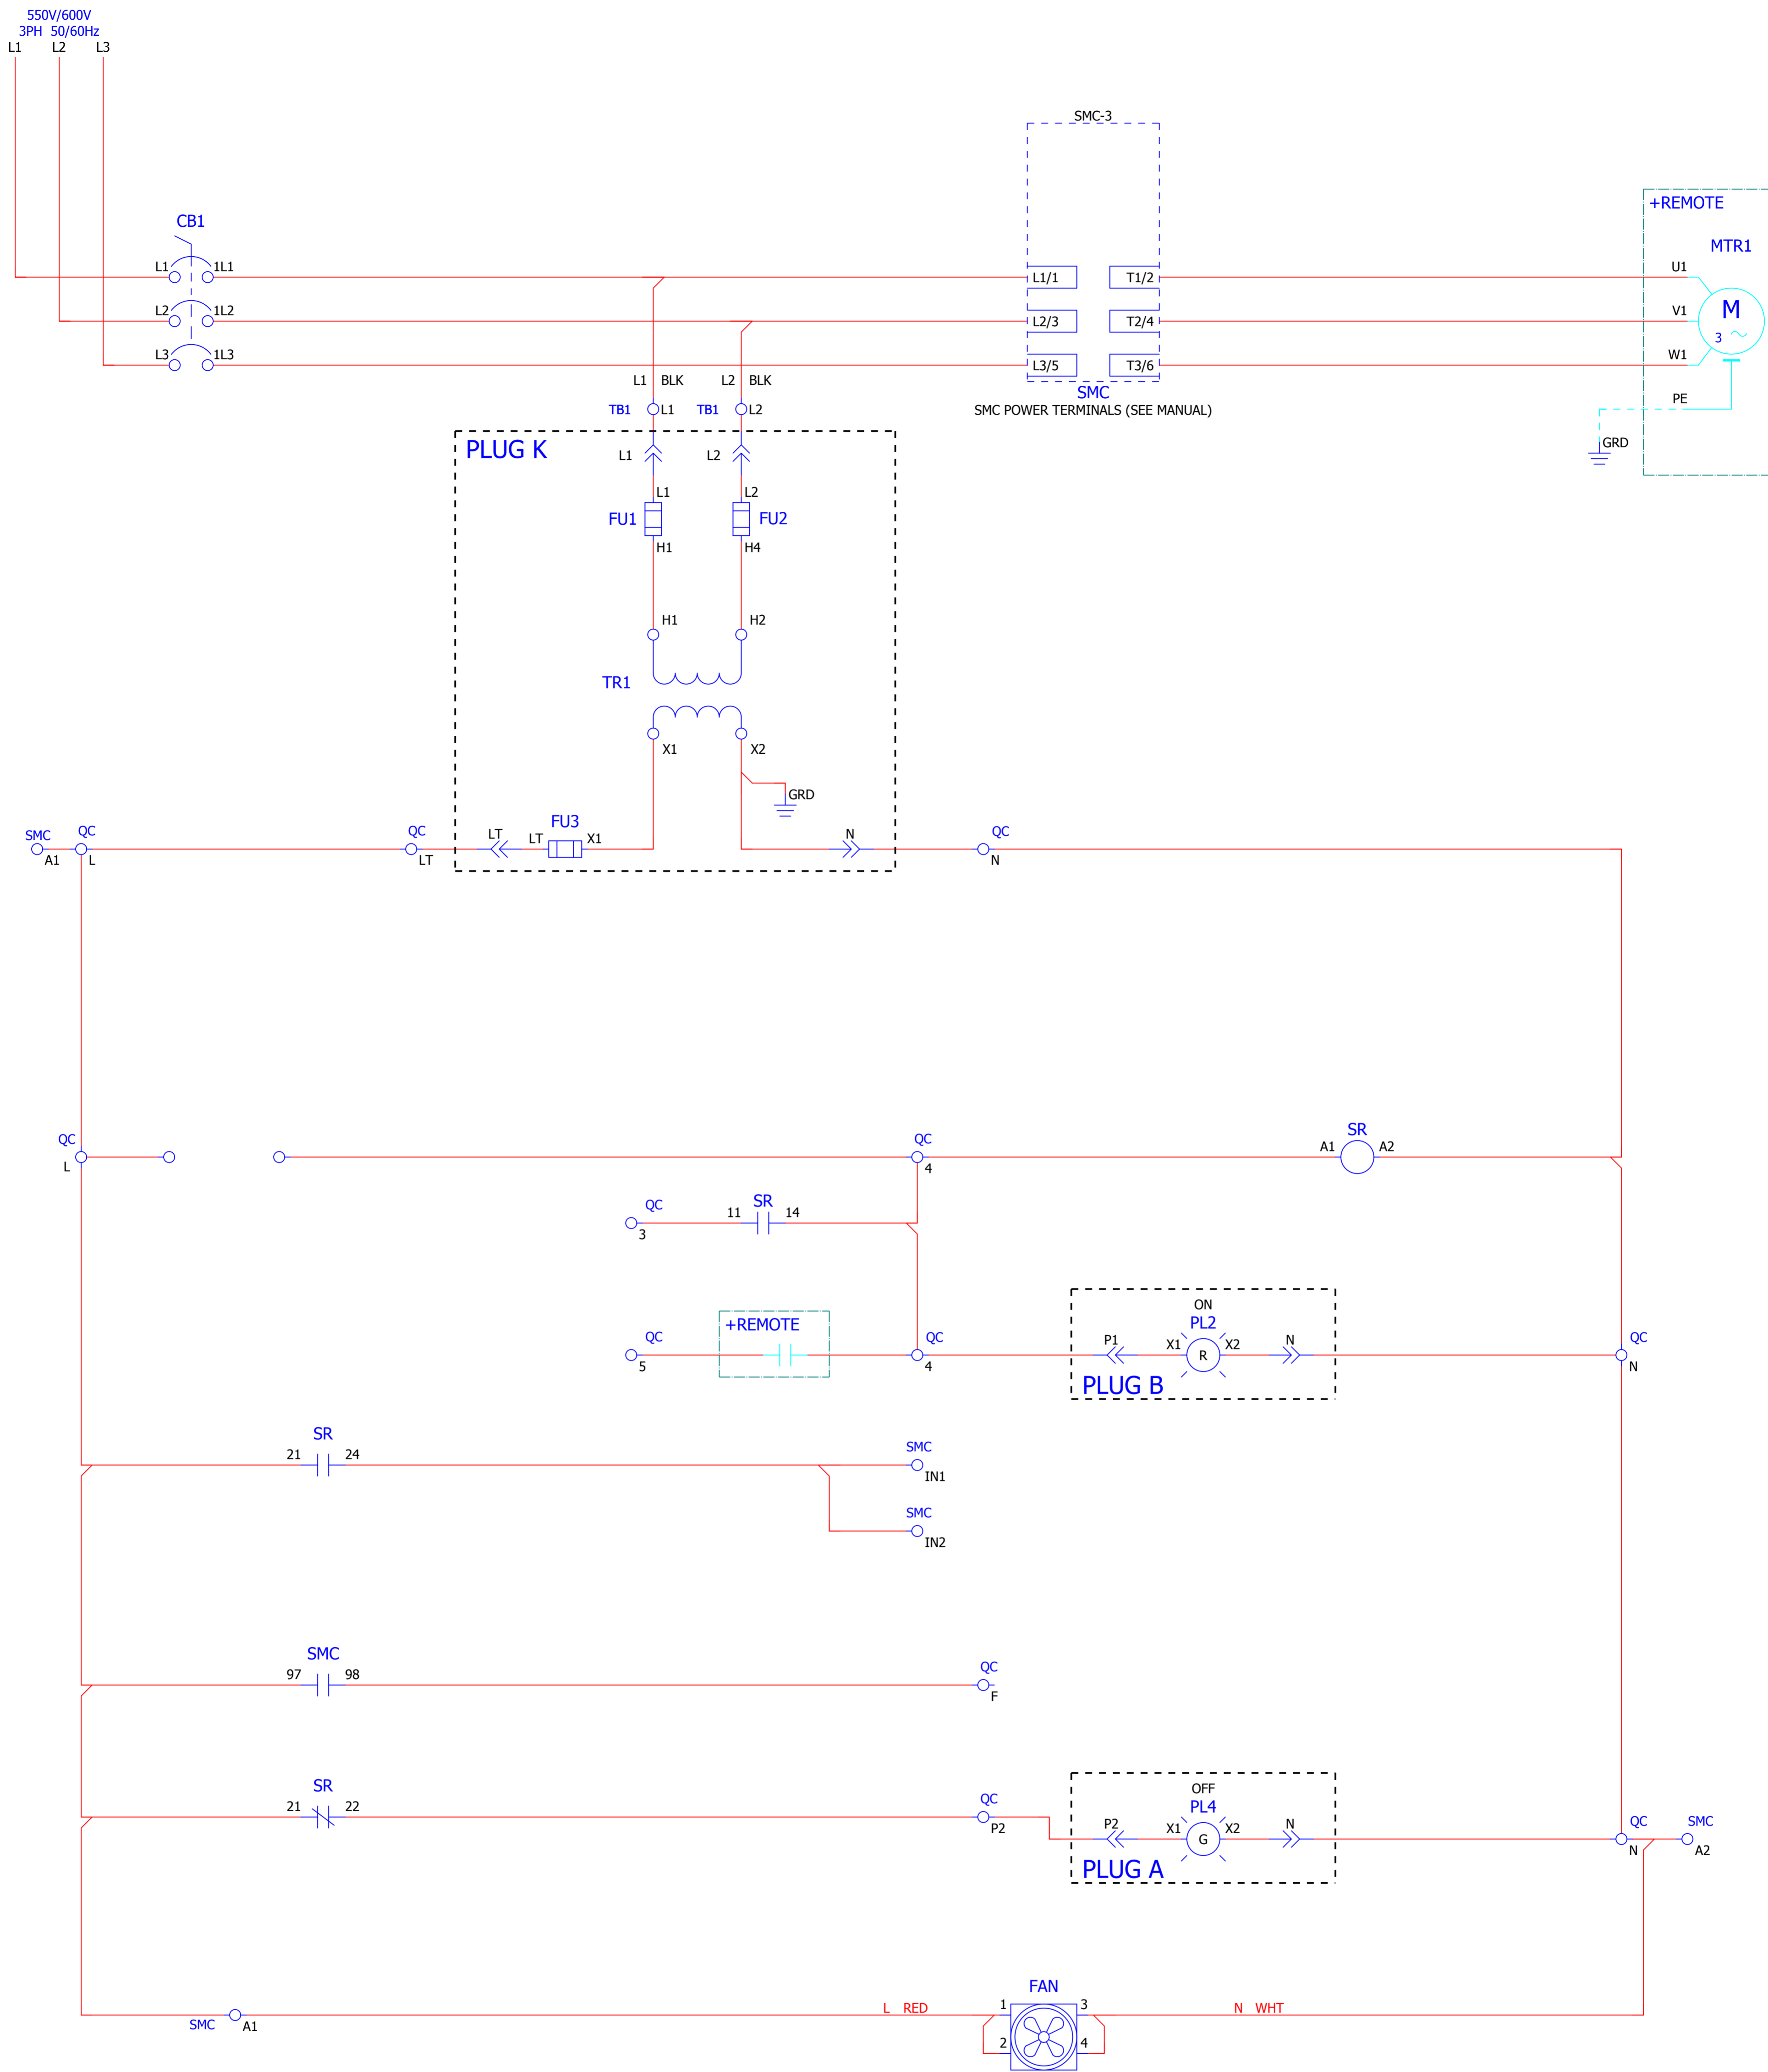 550V/600V
3PH 50/60Hz
L1 L2 L3
SMC-3
+REMOTE
CB1
MTR1
L1 1L1 L1/1 T1/2 U1
L2 1L2 L2/3 T2/4 V1
M
3
L3 1L3 L3/5 T3/6 W1
L1 BLK L2 BLK
SMC
SMC POWER TERMINALS (SEE MANUAL)
PE
TB1 L1 TB1 L2
GRD
PLUG K
L1 L2
L1 L2
FU1 FU2
H1 H4
H1 H2
TR1
X1 X2
GRD
FU3
SMC QC QC LT LT X1 N QC
A1 L LT N
QC QC SR
L 4 A1 A2
QC SR
3 11 14
ON
+REMOTE PL2
QC QC P1 X1 R X2 N QC
5 4 N
PLUG B
SR SMC
21 24 IN1
SMC
IN2
SMC QC
97 98 F
SR OFF
21 22 QC PL4
P2 P2 X1 G X2 N QC SMC
PLUG A N A2
FAN
L RED 1 3 N WHT
SMC A1
2 4